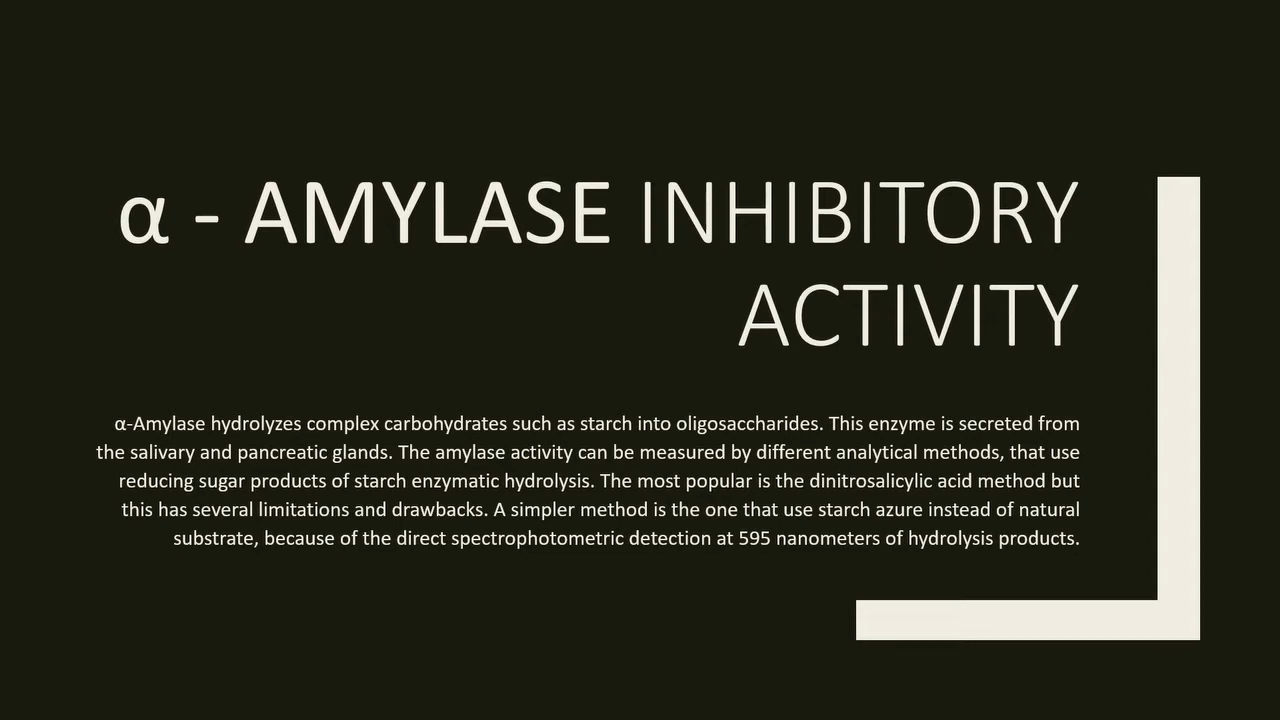 α - AMYLASE INHIBITORY
ACTIVITY
α-Amylase hydrolyzes complex carbohydrates such as starch into oligosaccharides. This enzyme is secreted from
the salivary and pancreatic glands. The amylase activity can be measured by different analytical methods, that use
reducing sugar products of starch enzymatic hydrolysis. The most popular is the dinitrosalicylic acid method but
this has several limitations and drawbacks. A simpler method is the one that use starch azure instead of natural
substrate, because of the direct spectrophotometric detection at 595 nanometers of hydrolysis products.